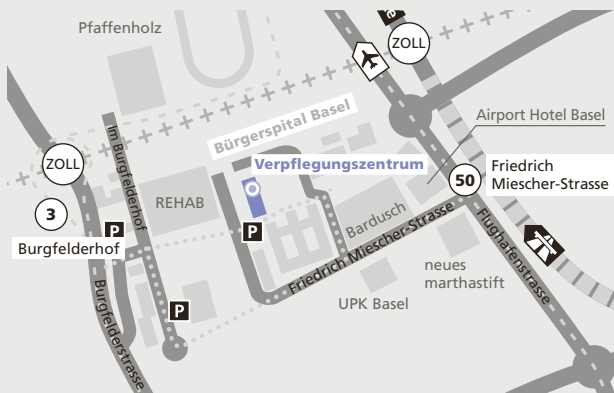 Pfaffenholz
ZOLL
Airport Hotel Basel
Bürgerspital Basel
Im Burgfelderhof
ZOLL
Verpflegungszentrum
50
Friedrich
Miescher-Strasse
REHAB
3
Bardusch
P
P
Burgfelderhof
Friedrich Miescher-Strasse
Flughafenstrasse
neues
marthastift
P
UPK Basel
Burgfelderstrasse